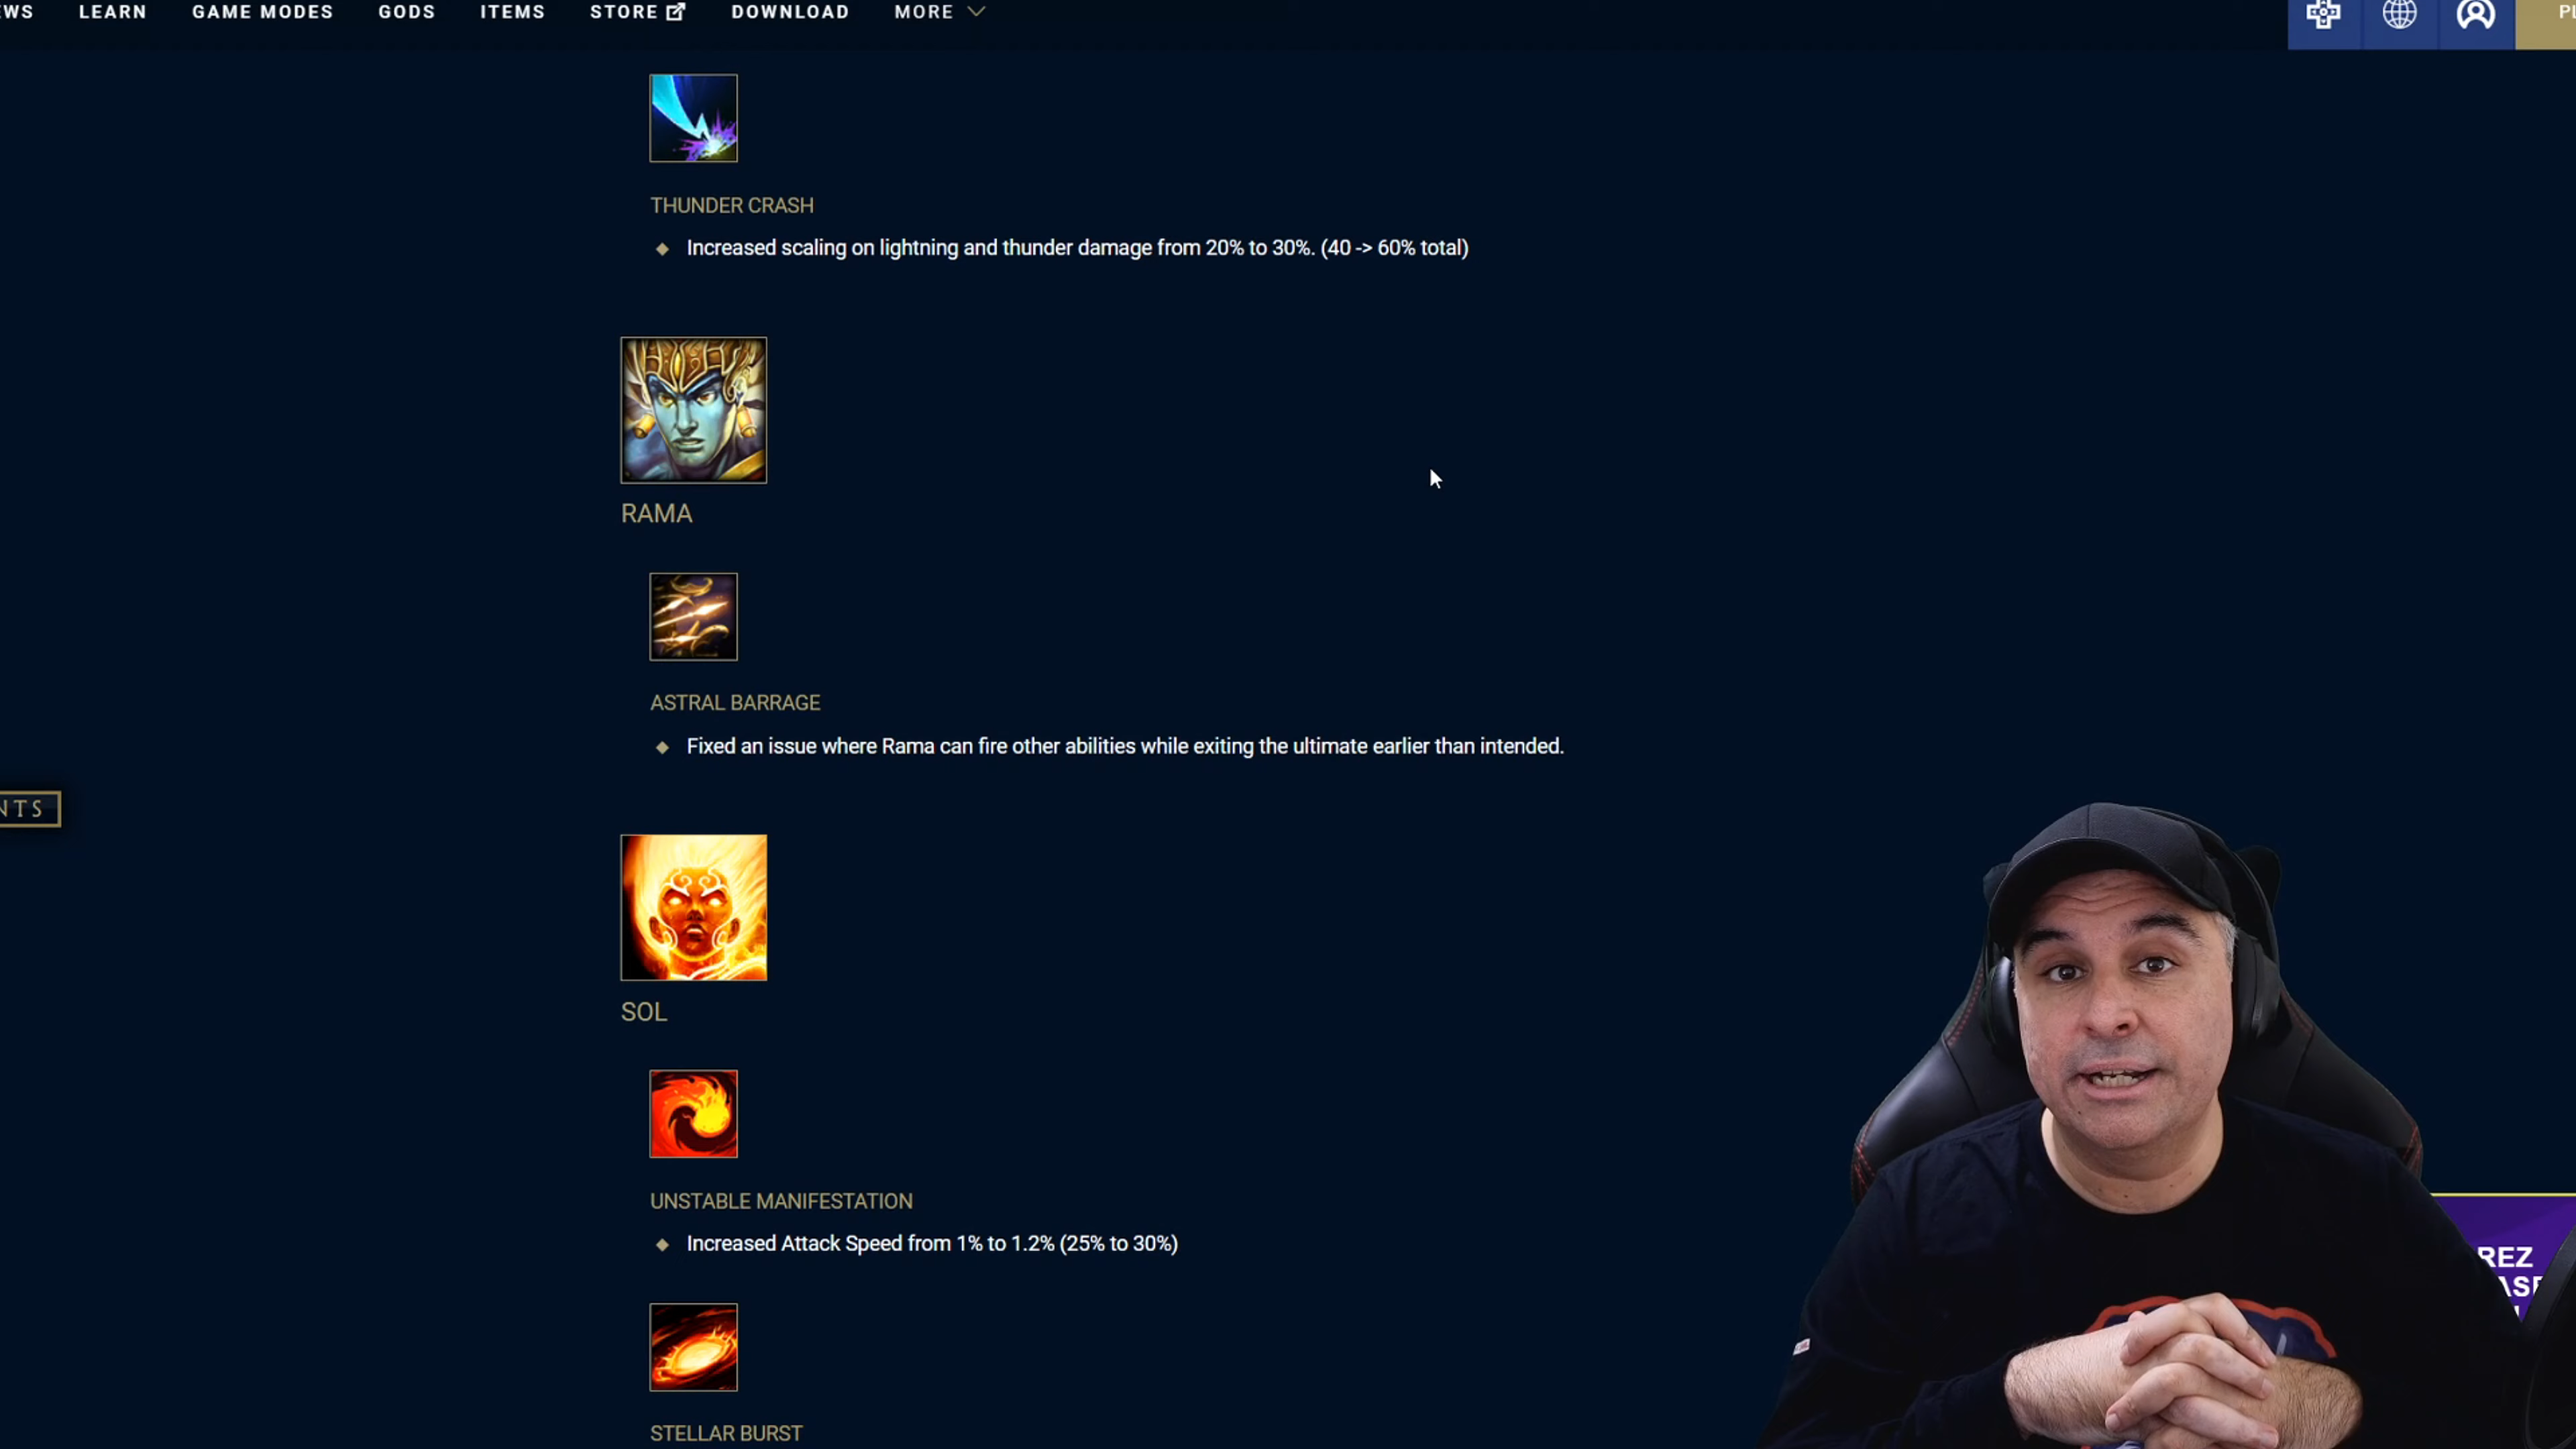 LEARN GAME MODES GODS ITEMS STORE DOWNLOAD MORE
THUNDER CRASH
Increased scaling on lightning and thunder damage from 20% to 30%. (40 -> 60% total)
RAMA
ASTRAL BARRAGE
Fixed an issue where Rama can fire other abilities while exiting the ultimate earlier than intended.
NTS
SOL
UNSTABLE MANIFESTATION
Increased Attack Speed from 1% to 1.2% (25% to 30%)
REZ
STELLAR BURST